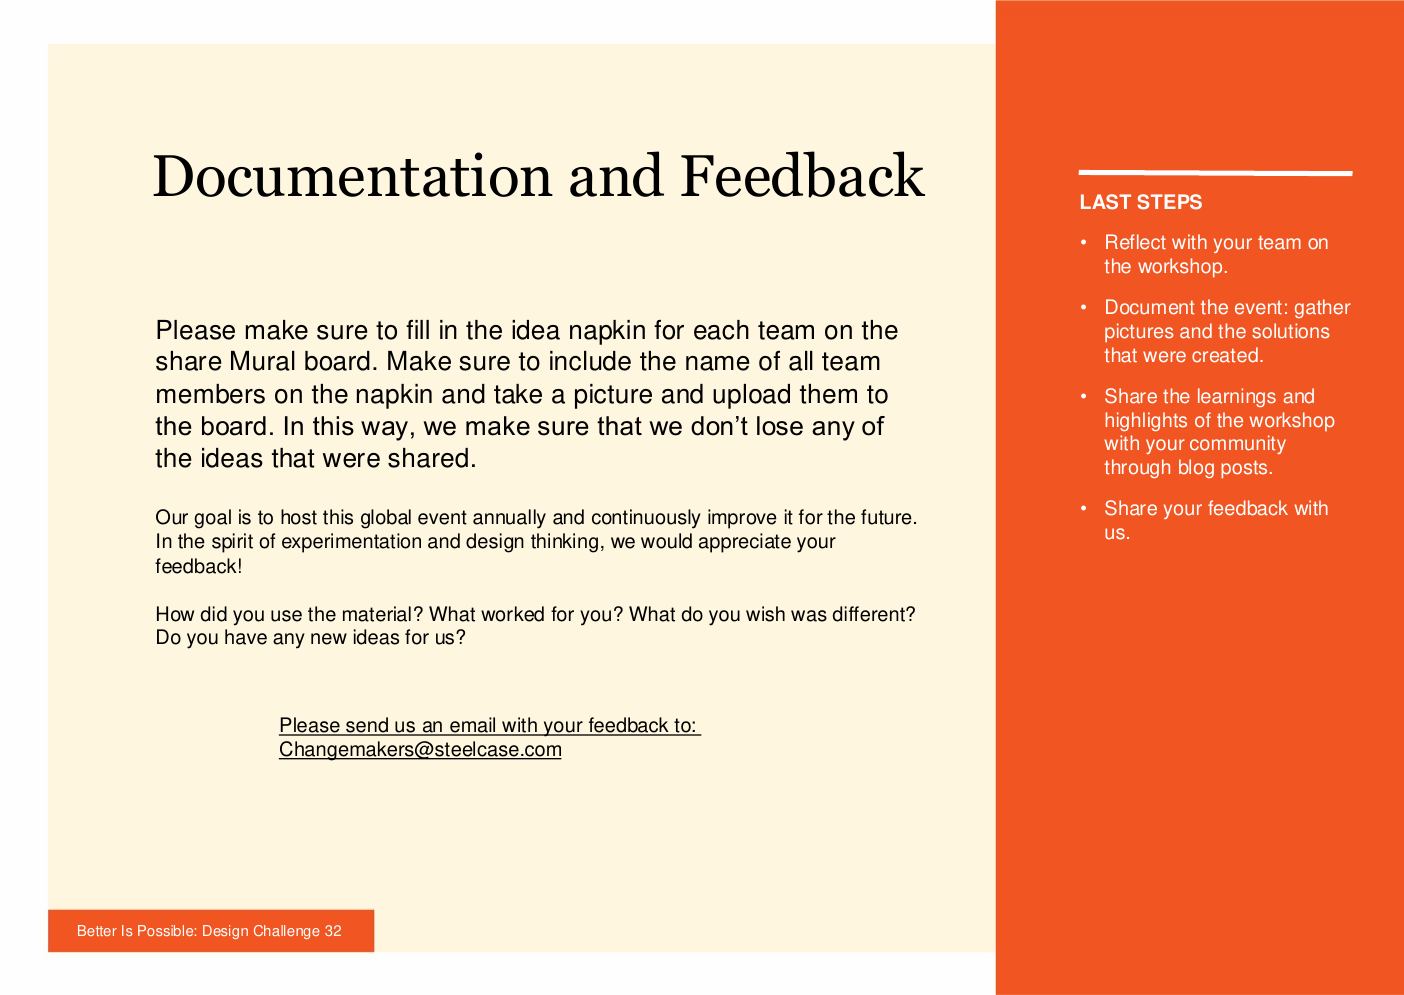 Documentation and Feedback
Please make sure to fill in the idea napkin for each team on the
share Mural board. Make sure to include the name of all team
members on the napkin and take a picture and upload them to
the board. In this way, we make sure that we don’t lose any of
the ideas that were shared.
Our goal is to host this global event annually and continuously improve it for the future.
In the spirit of experimentation and design thinking, we would appreciate your
feedback!
How did you use the material? What worked for you? What do you wish was different?
Do you have any new ideas for us?
Please send us an email with your feedback to:
Changemakers@steelcase.com
Better Is Possible: Design Challenge 32
LAST STEPS
• Reflect with your team on
the workshop.
• Document the event: gather
pictures and the solutions
that were created.
• Share the learnings and
highlights of the workshop
with your community
through blog posts.
• Share your feedback with
us.